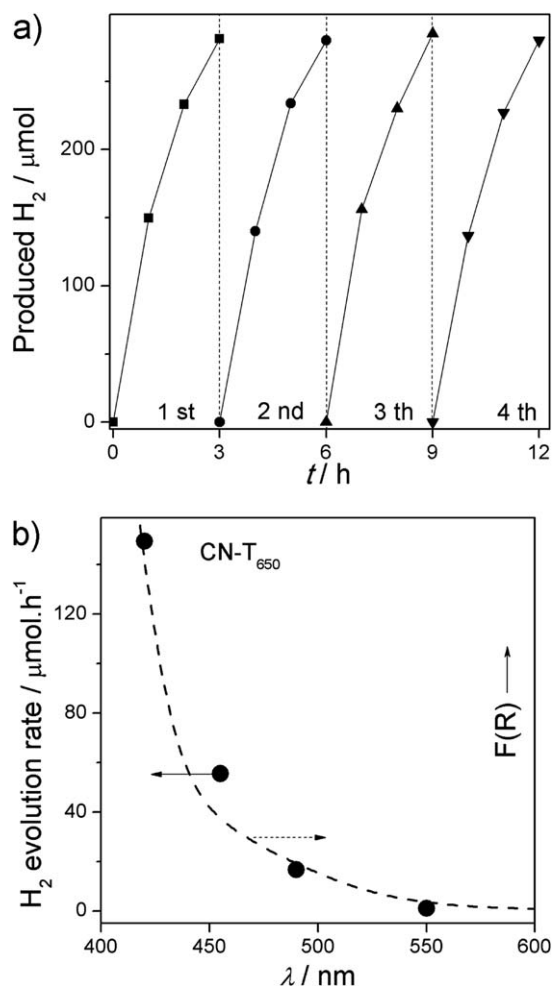 a)
Produced H₂ / μmol
200
100
0
1 st 2 nd 3 th 4 th
0 3 6 9 12
t / h
b)
CN-T₆₅₀
H₂ evolution rate / μmol.h⁻¹
120
80
40
0
F(R)
400 450 500 550 600
λ / nm